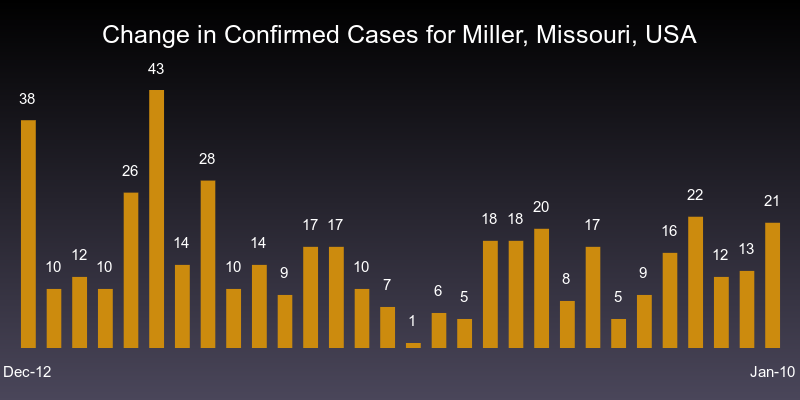 Change in Confirmed Cases for Miller, Missouri, USA
38 10 12 10 26 43 14 28 10 14 9 17 17 10 7 1 6 5 18 18 20 8 17 5 9 16 22 12 13 21
Dec-12 Jan-10